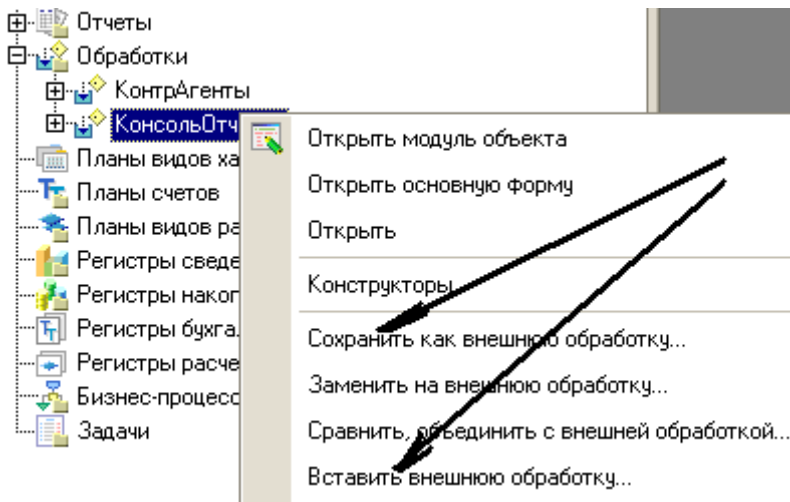 Отчеты
Обработки
КонтрАгенты
КонсольОтч
Планы видов ха
Планы счетов
Планы видов ра
Регистры сведе
Регистры накоп
Регистры бухга
Регистры расче
Бизнес-процесс
Задачи
Открыть модуль объекта
Открыть основную форму
Открыть
Конструкторы
Сохранить как внешнюю обработку...
Заменить на внешнюю обработку...
Сравнить, объединить с внешней обработкой...
Вставить внешнюю обработку...